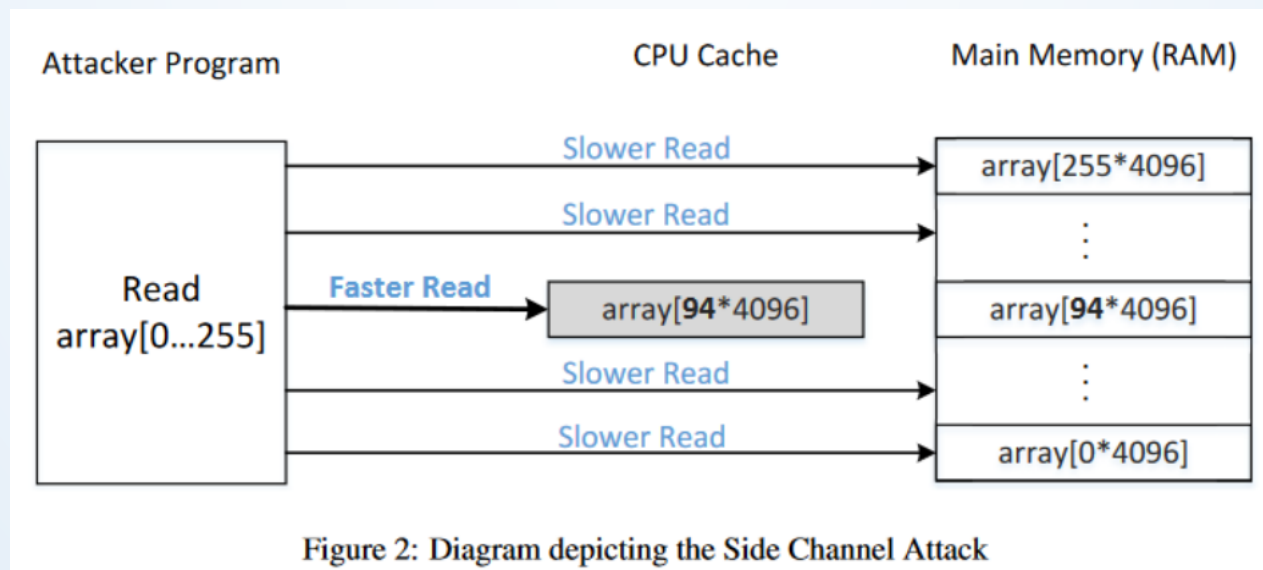 Attacker Program
CPU Cache
Main Memory (RAM)
Slower Read
array[255*4096]
Slower Read
⋮
Read
array[0...255]
Faster Read
array[94*4096]
array[94*4096]
Slower Read
⋮
Slower Read
array[0*4096]
Figure 2: Diagram depicting the Side Channel Attack